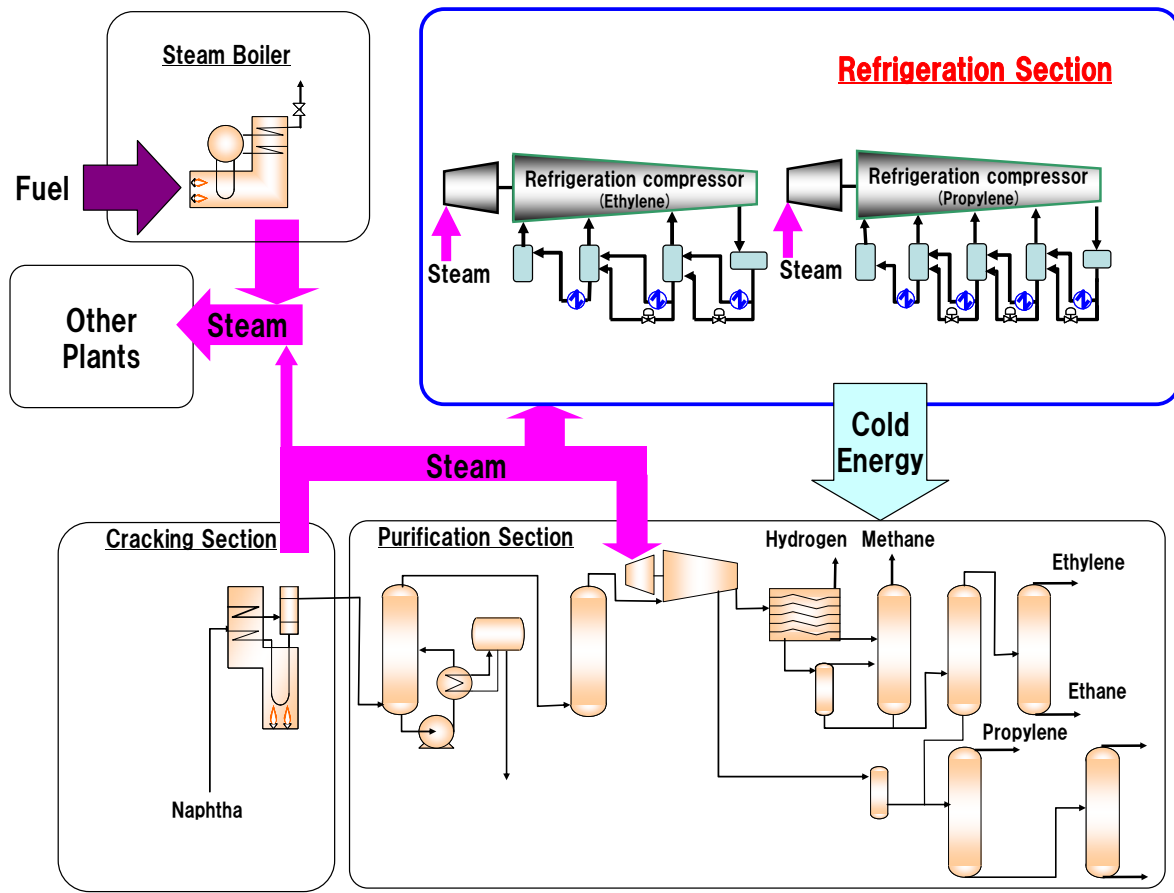 Steam Boiler
Refrigeration Section
Fuel
Refrigeration compressor
(Ethylene)
Refrigeration compressor
(Propylene)
Steam
Steam
Other
Plants
Steam
Cold
Energy
Steam
Cracking Section
Purification Section
Hydrogen
Methane
Ethylene
Ethane
Propylene
Naphtha